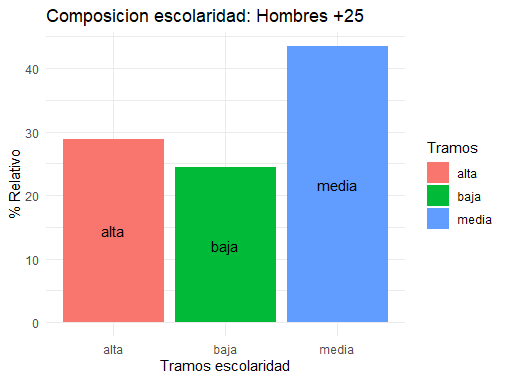 Composicion escolaridad: Hombres +25
% Relativo
40
30
20
10
0
alta
baja
media
alta
baja
media
Tramos escolaridad
Tramos
alta
baja
media